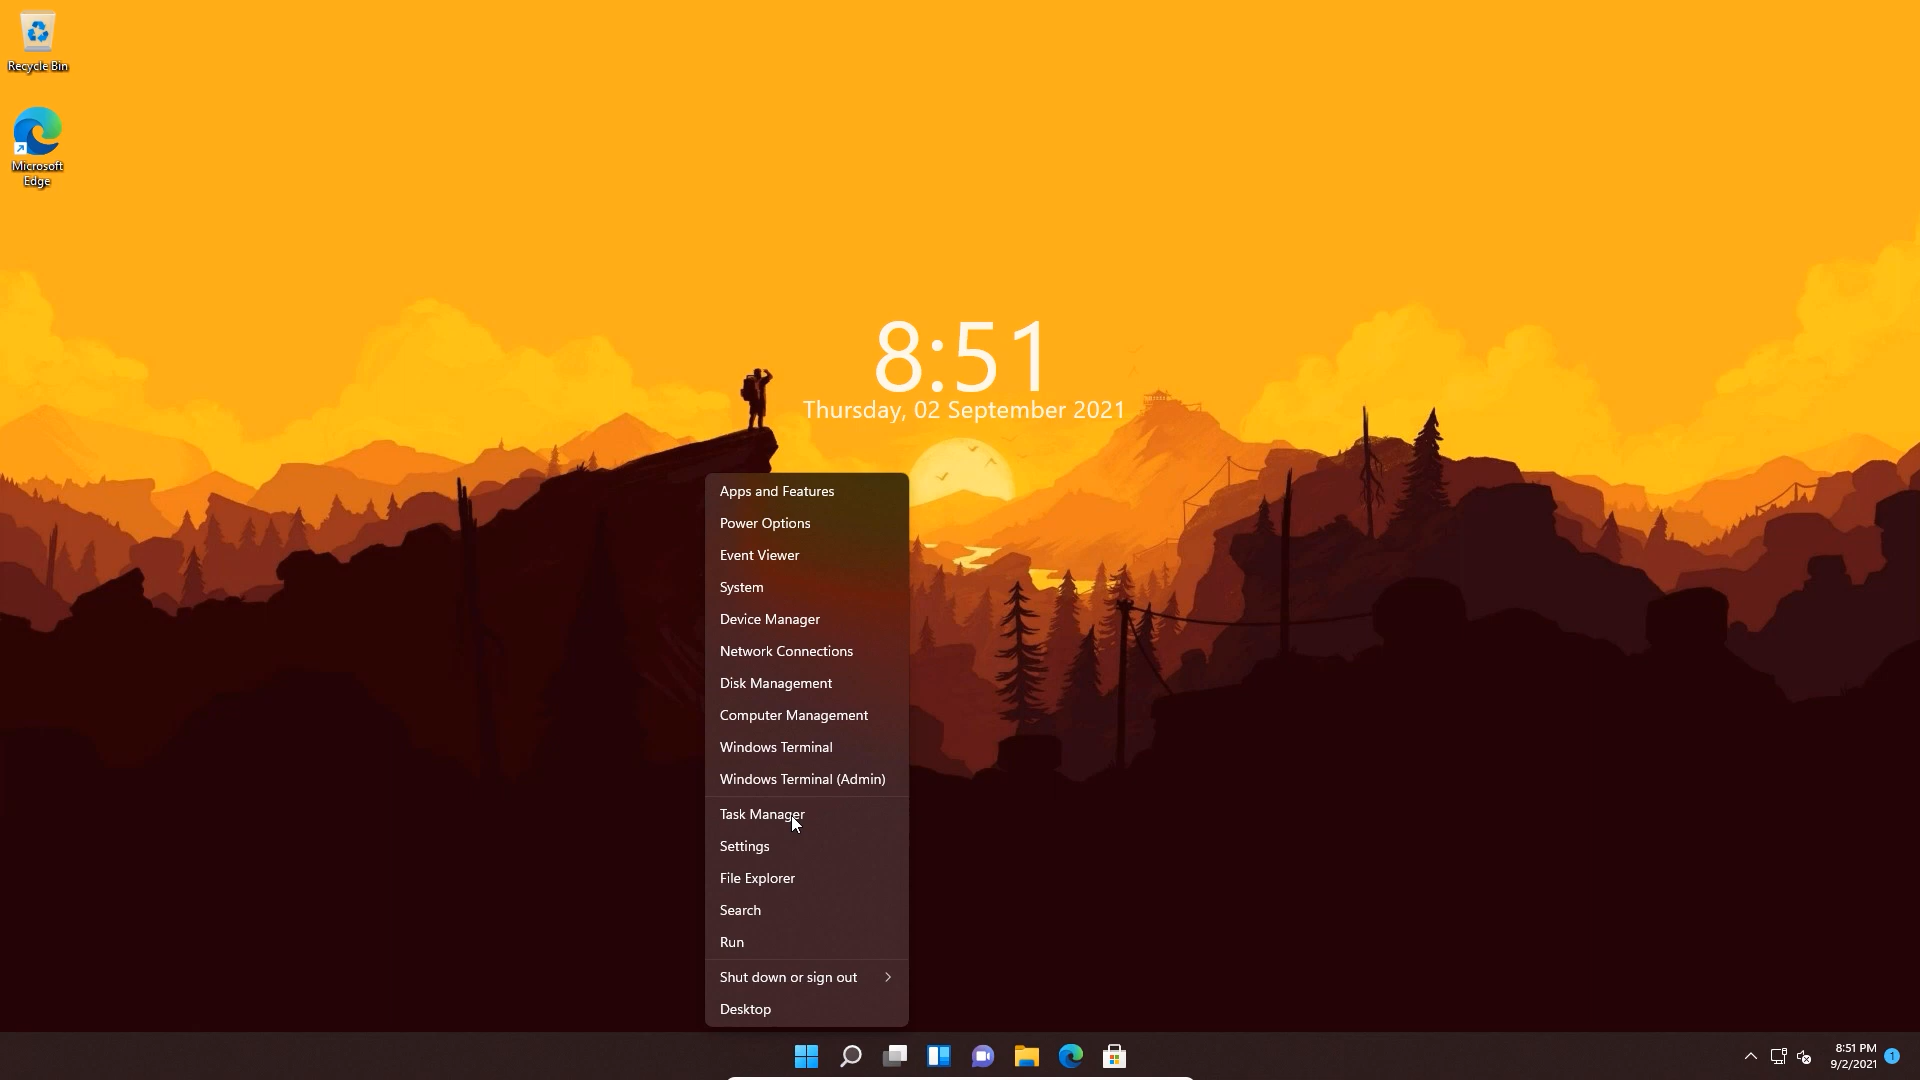 Recycle Bin
Microsoft
Edge
8:51
Thursday, 02 September 2021
Apps and Features
Power Options
Event Viewer
System
Device Manager
Network Connections
Disk Management
Computer Management
Windows Terminal
Windows Terminal (Admin)
Task Manager
Settings
File Explorer
Search
Run
Shut down or sign out
Desktop
8:51 PM
9/2/2021
1